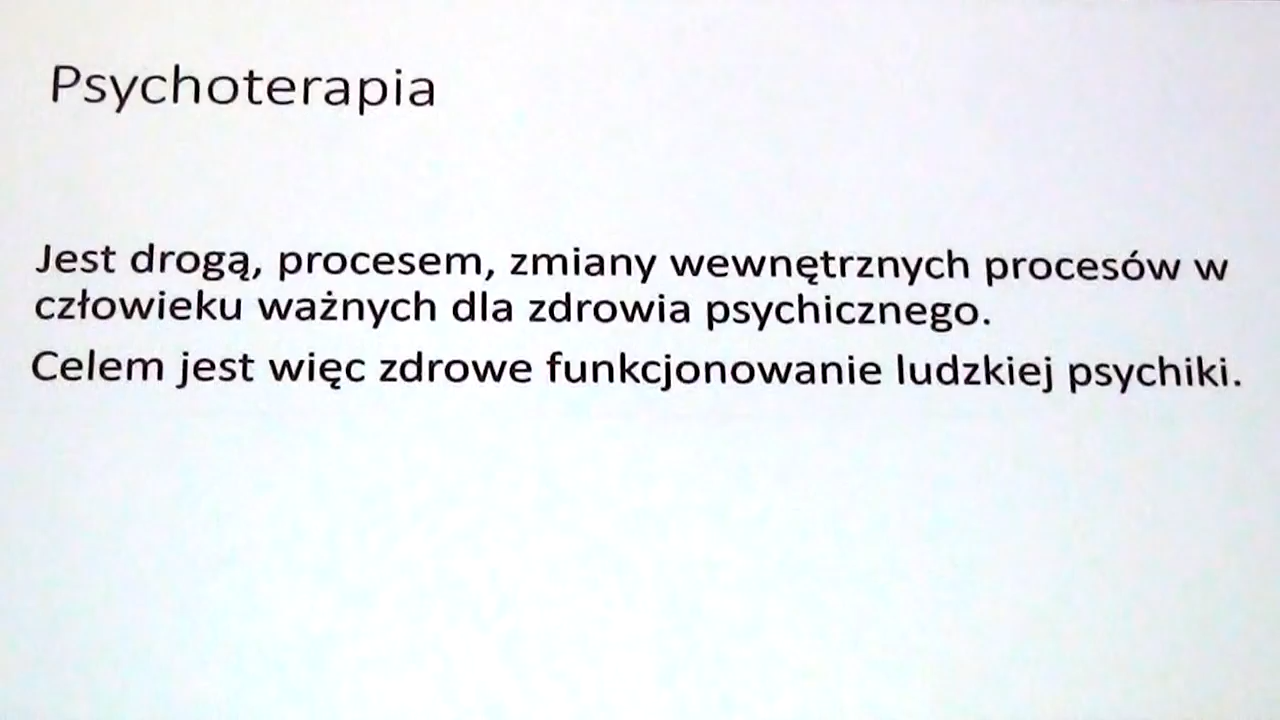 Psychoterapia
Jest drogą, procesem, zmiany wewnętrznych procesów w
człowieku ważnych dla zdrowia psychicznego.
Celem jest więc zdrowe funkcjonowanie ludzkiej psychiki.